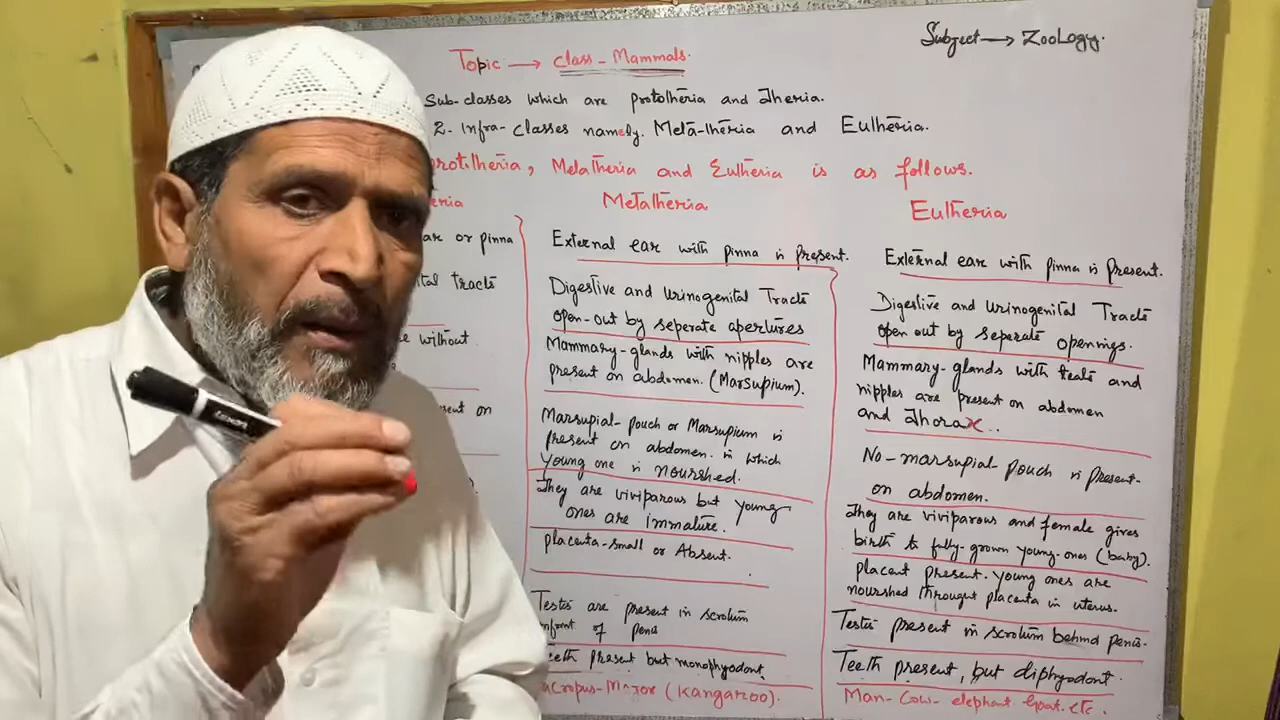 Subject → Zoology.
Topic → Class - Mammals.
Sub-classes which are prototheria and Theria.
2. Infra-classes namely. Meta-theria and Eutheria.
prototheria, Metatheria and Eutheria is as follows.
eria
ear or pinna
ital tracts
e without
sent on
Metatheria
External ear with pinna is present.
Digestive and Urinogenital Tracts
open-out by seperate apertures
Mammary-glands with nipples are
present on abdomen. (Marsupium).
Marsupial-pouch or Marsupium is
present on abdomen. in which
young one is nourshed.
They are viviparous but young
ones are immature.
placenta-small or Absent.
Testis are present in scrotum
infront of penis
Teeth present but monophyodont
acropus-Major (Kangaroo).
Eutheria
External ear with pinna is present.
Digestive and urinogenital Tracts
open out by seperate openings.
Mammary-glands with teats and
nipples are present on abdomen
and Thorax..
No-marsupial pouch is present-
on abdomen.
They are viviparous and female gives
birth to fully-grown young-ones (baby).
placent present. young ones are
nourshed throught placenta in uterus.
Testis present in scrotum behind penis.
Teeth present, but diphyodont.
Man-Cow-elephant Goat. etc.